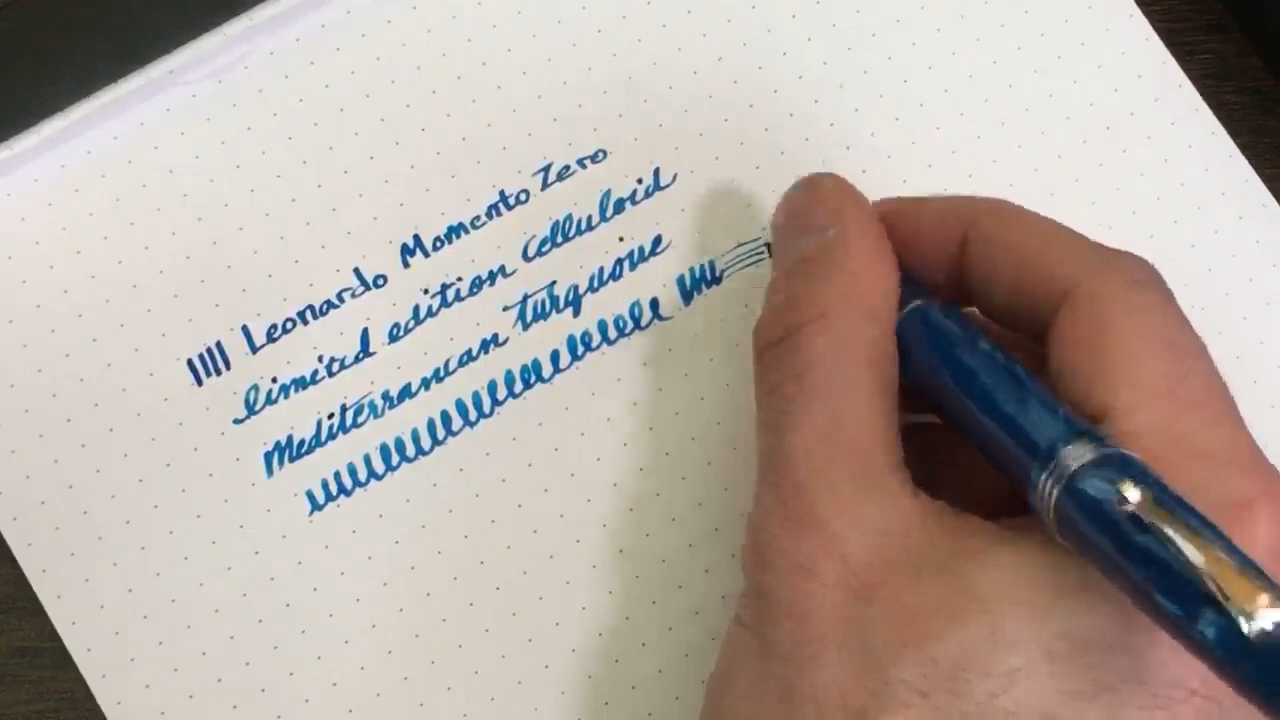 Leonardo Momento Zero
limited edition Celluloid
Mediterranean turquoise